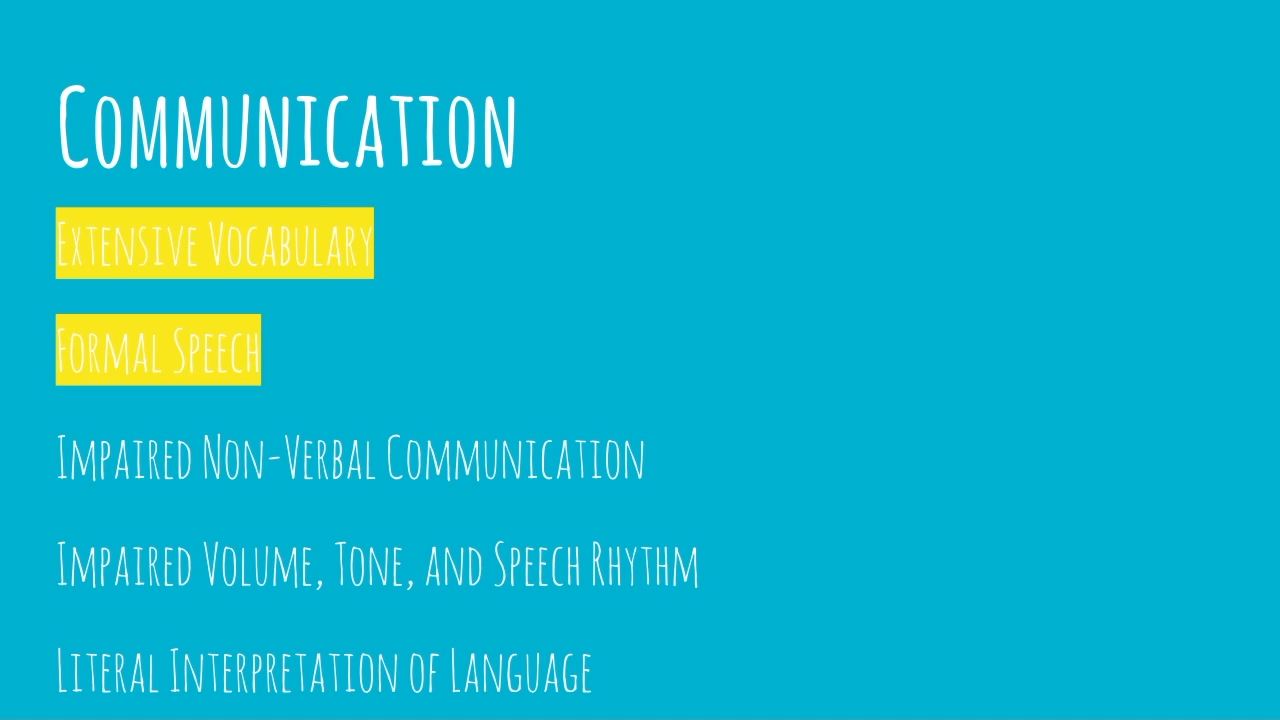 Communication
Extensive Vocabulary
Formal Speech
Impaired Non-Verbal Communication
Impaired Volume, Tone, and Speech Rhythm
Literal Interpretation of Language